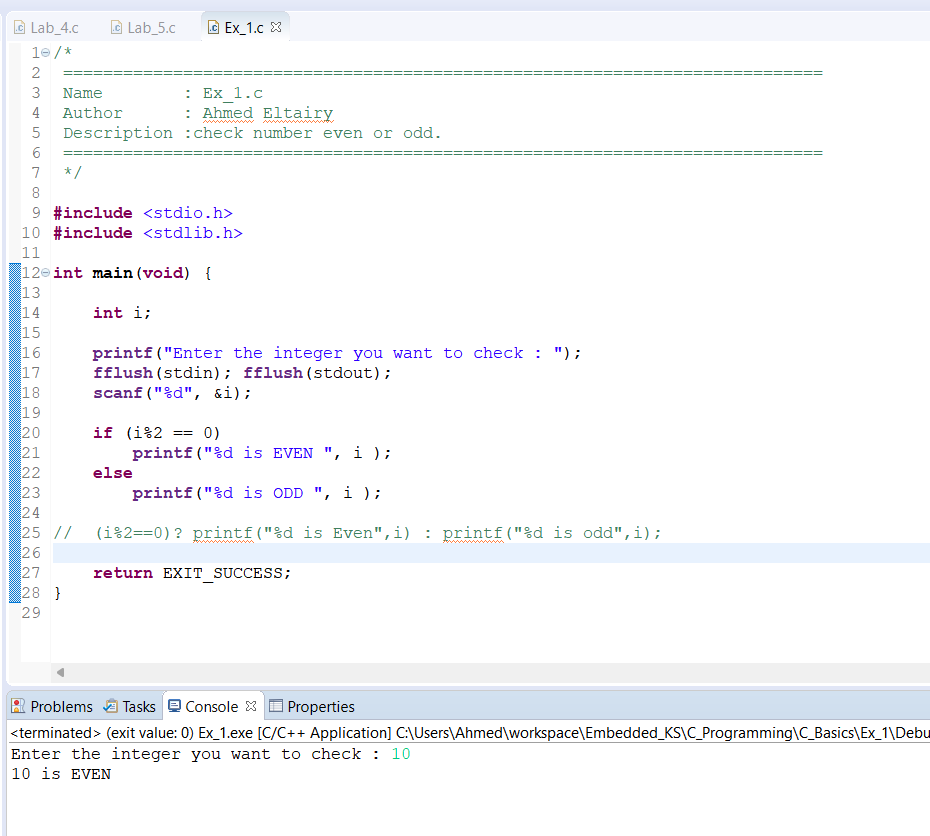 Lab_4.c Lab_5.c Ex_1.c
1 /*
2 ============================================================================
3 Name        : Ex_1.c
4 Author      : Ahmed Eltairy
5 Description :check number even or odd.
6 ============================================================================
7 */
8
9 #include <stdio.h>
10 #include <stdlib.h>
11
12 int main(void) {
13
14     int i;
15
16     printf("Enter the integer you want to check : ");
17     fflush(stdin); fflush(stdout);
18     scanf("%d", &i);
19
20     if (i%2 == 0)
21         printf("%d is EVEN ", i );
22     else
23         printf("%d is ODD ", i );
24
25 //  (i%2==0)? printf("%d is Even",i) : printf("%d is odd",i);
26
27     return EXIT_SUCCESS;
28 }
29
Problems Tasks Console Properties
<terminated> (exit value: 0) Ex_1.exe [C/C++ Application] C:\Users\Ahmed\workspace\Embedded_KS\C_Programming\C_Basics\Ex_1\Debu
Enter the integer you want to check : 10
10 is EVEN